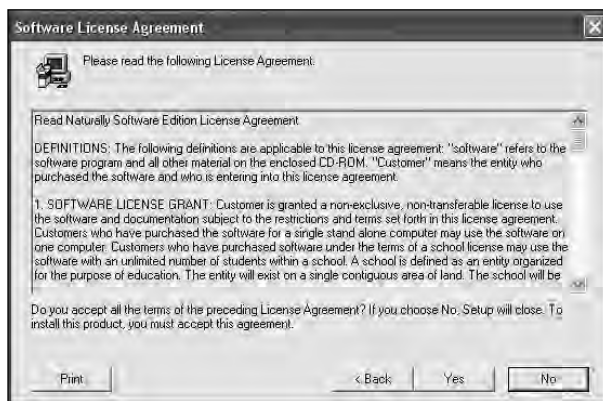 Software License Agreement
Please read the following License Agreement.
Read Naturally Software Edition License Agreement
DEFINITIONS: The following definitions are applicable to this license agreement: "software" refers to the
software program and all other material on the enclosed CD-ROM. "Customer" means the entity who
purchased the software and who is entering into this license agreement.
1. SOFTWARE LICENSE GRANT: Customer is granted a non-exclusive, non-transferable license to use
the software and documentation subject to the restrictions and terms set forth in this license agreement.
Customers who have purchased the software for a single stand alone computer may use the software on
one computer. Customers who have purchased software under the terms of a school license may use the
software with an unlimited number of students within a school. A school is defined as an entity organized
for the purpose of education. The entity will exist on a single contiguous area of land. The school will be
Do you accept all the terms of the preceding License Agreement? If you choose No, Setup will close. To
install this product, you must accept this agreement.
Print
< Back
Yes
No